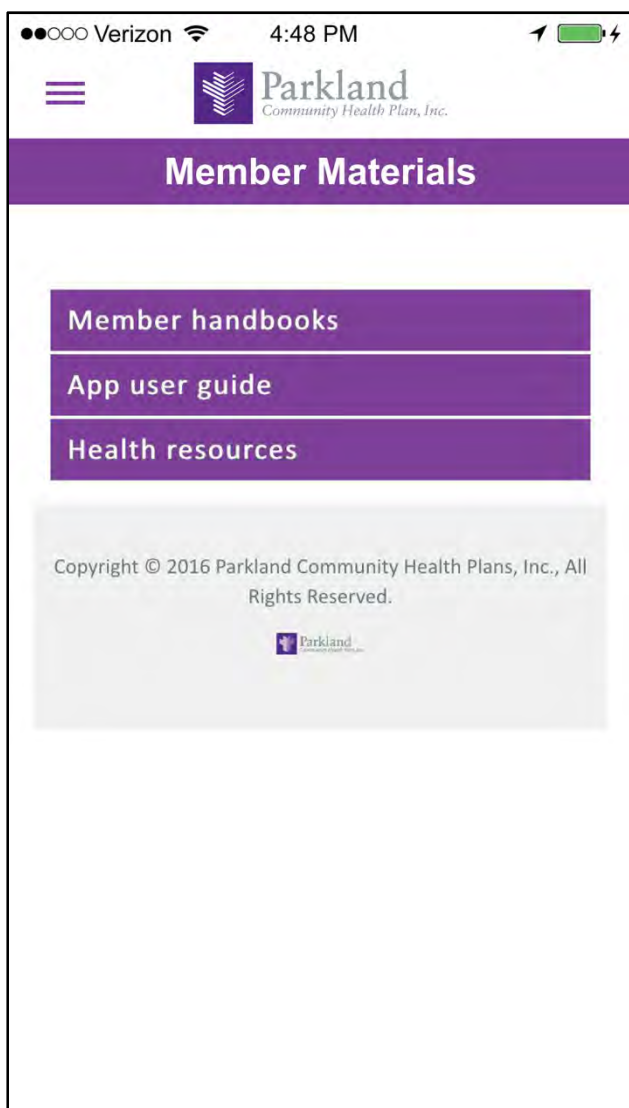 Verizon 4:48 PM
Parkland
Community Health Plan, Inc.
Member Materials
Member handbooks
App user guide
Health resources
Copyright © 2016 Parkland Community Health Plans, Inc., All
Rights Reserved.
Parkland